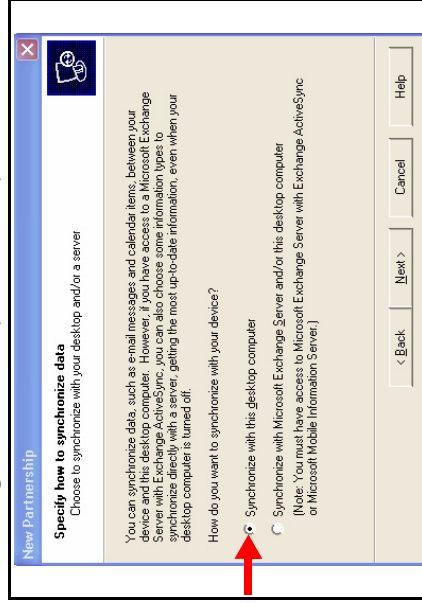 New Partnership
Specify how to synchronize data
Choose to synchronize with your desktop and/or a server
You can synchronize data, such as e-mail messages and calendar items, between your
device and this desktop computer. However, if you have access to a Microsoft Exchange
Server with Exchange ActiveSync, you can also choose some information types to
synchronize directly with a server, getting the most up-to-date information, even when your
desktop computer is turned off.
How do you want to synchronize with your device?
Synchronize with this desktop computer
Synchronize with Microsoft Exchange Server and/or this desktop computer
(Note: You must have access to Microsoft Exchange Server with Exchange ActiveSync
or Microsoft Mobile Information Server.)
< Back Next > Cancel Help